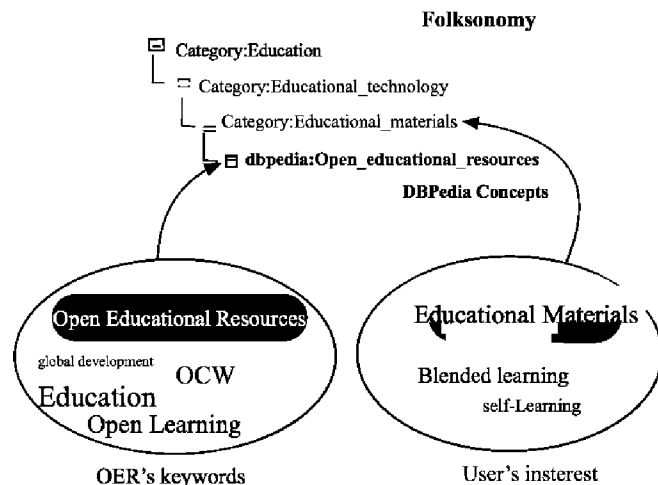 Folksonomy
Category:Education
Category:Educational_technology
Category:Educational_materials
dbpedia:Open_educational_resources
DBPedia Concepts
Open Educational Resources
global development
OCW
Education
Open Learning
OER's keywords
Educational Materials
Blended learning
self-Learning
User's insterest